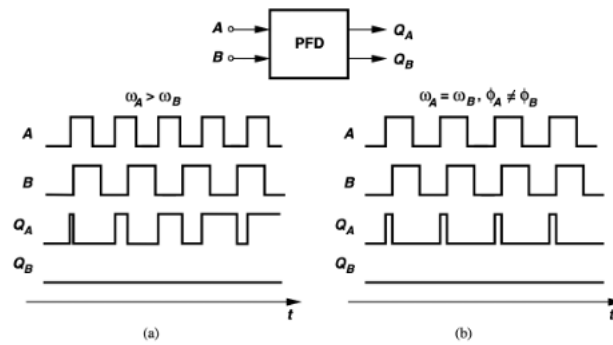 A PFD Q_A
B Q_B
ω_A > ω_B
A
B
Q_A
Q_B
t
(a)
ω_A = ω_B, ϕ_A ≠ ϕ_B
A
B
Q_A
Q_B
t
(b)